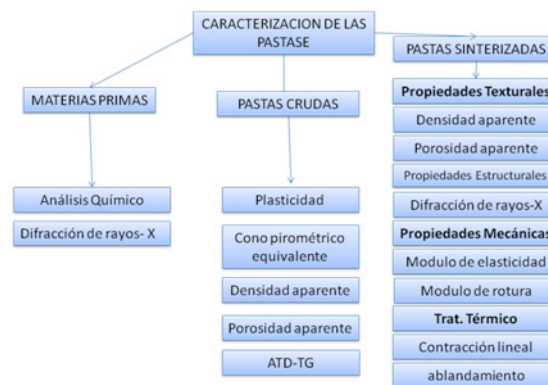 CARACTERIZACION DE LAS
PASTASE
MATERIAS PRIMAS
Análisis Químico
Difracción de rayos- X
PASTAS CRUDAS
Plasticidad
Cono pirométrico
equivalente
Densidad aparente
Porosidad aparente
ATD-TG
PASTAS SINTERIZADAS
Propiedades Texturales
Densidad aparente
Porosidad aparente
Propiedades Estructurales
Difracción de rayos-X
Propiedades Mecánicas
Modulo de elasticidad
Modulo de rotura
Trat. Térmico
Contracción lineal
ablandamiento